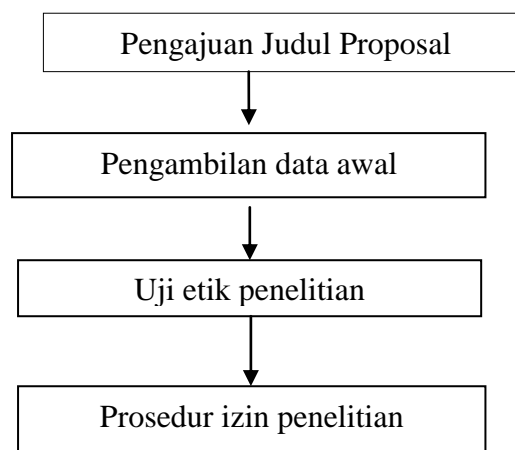 Pengajuan Judul Proposal
Pengambilan data awal
Uji etik penelitian
Prosedur izin penelitian